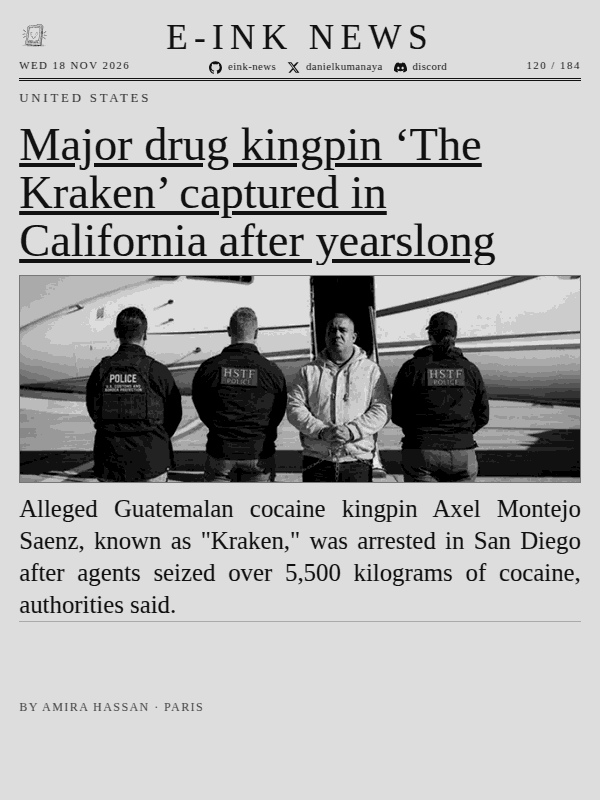 E-INK NEWS
WED 18 NOV 2026
eink-news danielkumanaya discord
120 / 184
UNITED STATES
Major drug kingpin ‘The
Kraken’ captured in
California after yearslong
POLICE
U.S. CUSTOMS AND
BORDER PROTECTION
HSTF
POLICE
HSTF
POLICE
Alleged Guatemalan cocaine kingpin Axel Montejo
Saenz, known as "Kraken," was arrested in San Diego
after agents seized over 5,500 kilograms of cocaine,
authorities said.
BY AMIRA HASSAN · PARIS